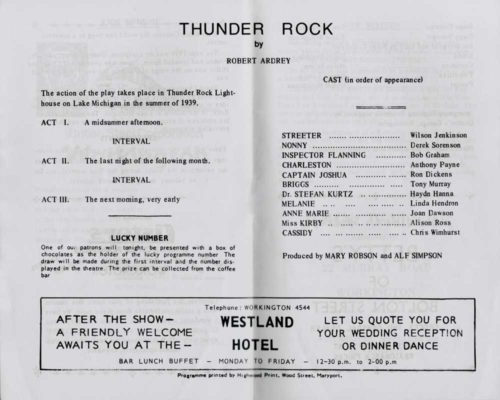 THUNDER ROCK
by
ROBERT ARDREY
The action of the play takes place in Thunder Rock Light-
house on Lake Michigan in the summer of 1939.
ACT I. A midsummer afternoon.
INTERVAL
ACT II. The last night of the following month.
INTERVAL
ACT III. The next morning, very early
LUCKY NUMBER
One of our patrons will tonight, be presented with a box of
chocolates as the holder of the lucky programme number. The
draw will be made during the first interval and the number dis-
played in the theatre. The prize can be collected from the coffee
bar
CAST (in order of appearance)
STREETER ... Wilson Jenkinson
NONNY ... Derek Sorenson
INSPECTOR FLANNING ... Bob Graham
CHARLESTON ... Anthony Payne
CAPTAIN JOSHUA ... Ron Dickens
BRIGGS ... Tony Murray
Dr. STEFAN KURTZ ... Haydn Hanna
MELANIE ... Linda Hendron
ANNE MARIE ... Joan Dawson
Miss KIRBY ... Alison Ross
CASSIDY ... Chris Wimhurst
Produced by MARY ROBSON and ALF SIMPSON
AFTER THE SHOW–
A FRIENDLY WELCOME
AWAITS YOU AT THE–
Telephone: WORKINGTON 4544
WESTLAND
HOTEL
LET US QUOTE YOU FOR
YOUR WEDDING RECEPTION
OR DINNER DANCE
BAR LUNCH BUFFET – MONDAY TO FRIDAY – 12-30 p.m. to 2-00 p.m
Programme printed by Highwood Print, Wood Street, Maryport.